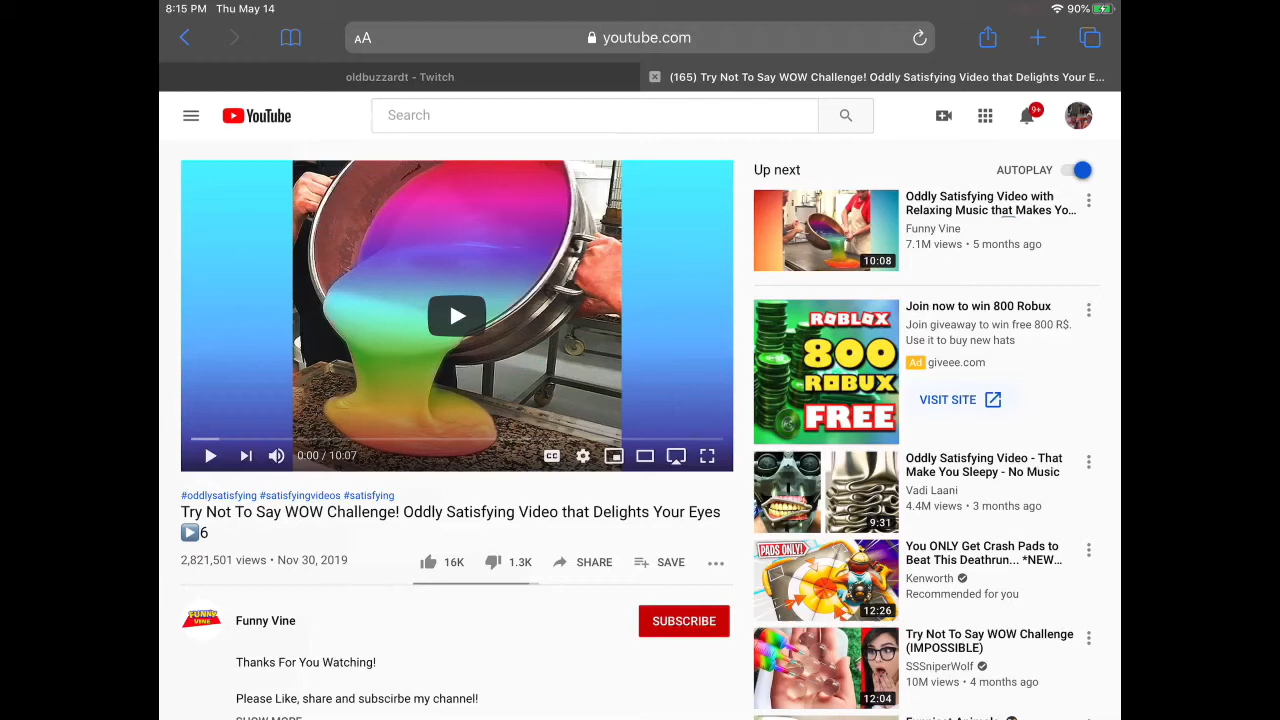 8:15 PM Thu May 14
90%
AA
youtube.com
oldbuzzardt - Twitch
(165) Try Not To Say WOW Challenge! Oddly Satisfying Video that Delights Your E...
YouTube
Search
9+
Up next
AUTOPLAY
Oddly Satisfying Video with
Relaxing Music that Makes Yo...
Funny Vine
7.1M views • 5 months ago
10:08
Join now to win 800 Robux
Join giveaway to win free 800 R$.
Use it to buy new hats
Ad giveee.com
VISIT SITE
ROBLOX
800
ROBUX
FREE
0:00 / 10:07
CC
Oddly Satisfying Video - That
Make You Sleepy - No Music
Vadi Laani
4.4M views • 3 months ago
9:31
#oddlysatisfying #satisfyingvideos #satisfying
Try Not To Say WOW Challenge! Oddly Satisfying Video that Delights Your Eyes
▶6
2,821,501 views • Nov 30, 2019
16K
1.3K
SHARE
SAVE
PADS ONLY!
You ONLY Get Crash Pads to
Beat This Deathrun... *NEW...
Kenworth
Recommended for you
12:26
FUNNY
VINE
Funny Vine
SUBSCRIBE
Thanks For You Watching!
Please Like, share and subscirbe my channel!
SHOW MORE
Try Not To Say WOW Challenge
(IMPOSSIBLE)
SSSniperWolf
10M views • 4 months ago
12:04
Funniest Animals